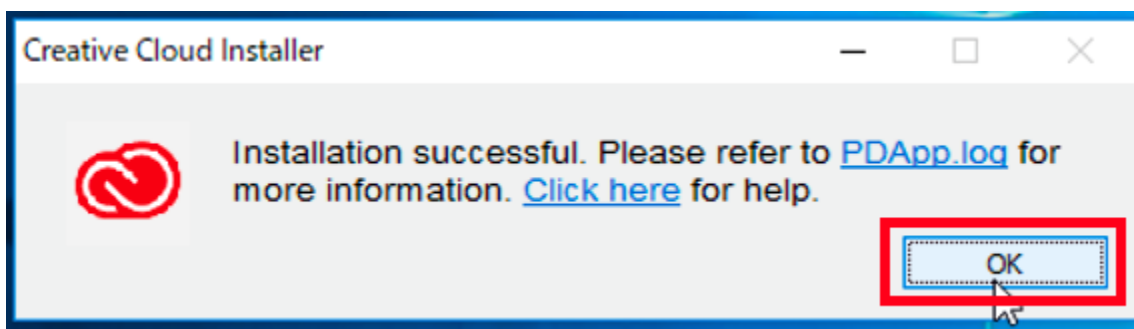 Creative Cloud Installer
Installation successful. Please refer to PDApp.log for
more information. Click here for help.
OK